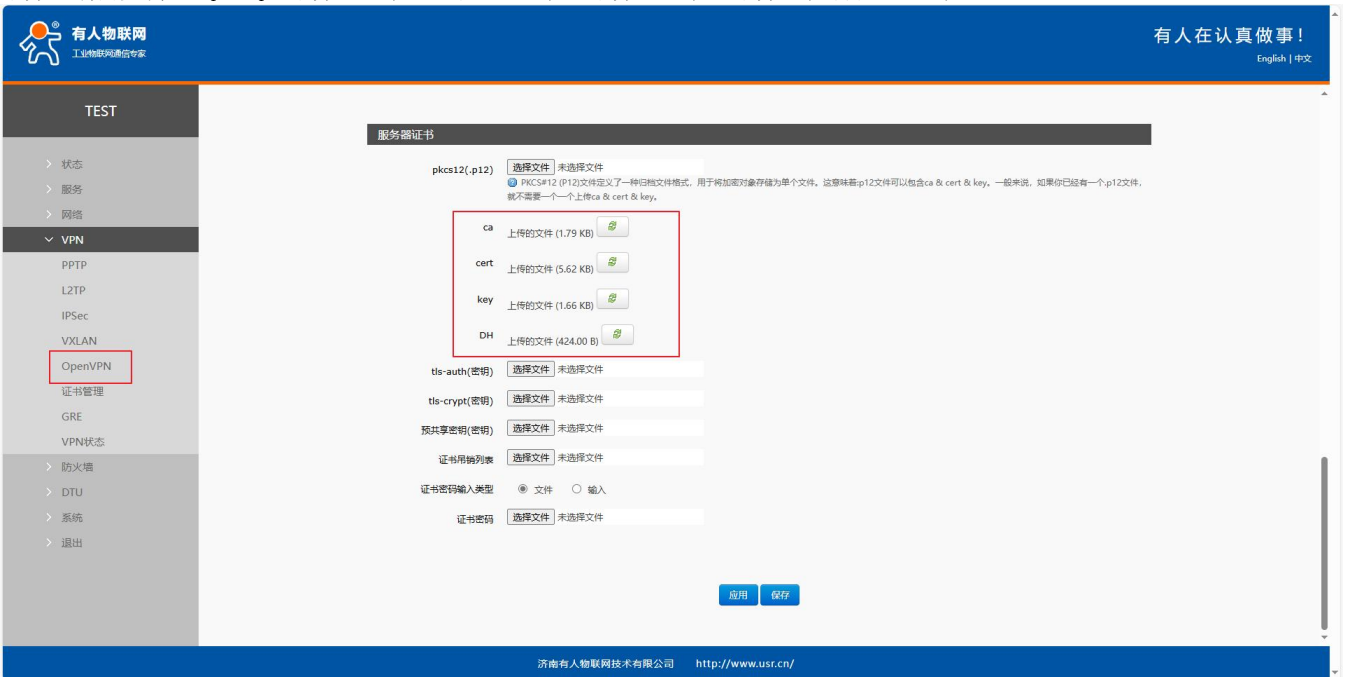 有人物联网
工业物联网通信专家
有人在认真做事！
English | 中文
TEST
状态
服务
网络
VPN
PPTP
L2TP
IPSec
VXLAN
OpenVPN
证书管理
GRE
VPN状态
防火墙
DTU
系统
退出
服务器证书
pkcs12(.p12) 选择文件 未选择文件
PKCS#12 (P12)文件定义了一种归档文件格式，用于将加密对象存储为单个文件。这意味着:p12文件可以包含ca & cert & key。一般来说，如果你已经有一个.p12文件，
就不需要一个一个上传ca & cert & key。
ca 上传的文件 (1.79 KB)
cert 上传的文件 (5.62 KB)
key 上传的文件 (1.66 KB)
DH 上传的文件 (424.00 B)
tls-auth(密钥) 选择文件 未选择文件
tls-crypt(密钥) 选择文件 未选择文件
预共享密钥(密钥) 选择文件 未选择文件
证书吊销列表 选择文件 未选择文件
证书密码输入类型 文件 输入
证书密码 选择文件 未选择文件
应用 保存
济南有人物联网技术有限公司 http://www.usr.cn/